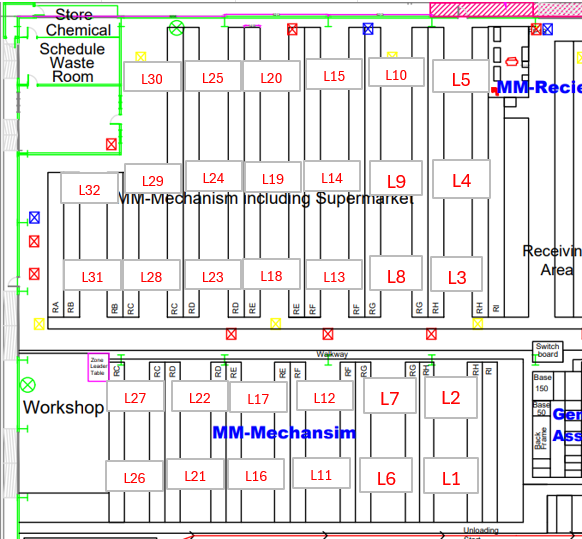 Store
Chemical
Schedule
Waste
Room
L30
L25
L20
L15
L10
L5
MM-Recie
L32
L29
L24
L19
L14
L9
L4
MM-Mechanism Including Supermarket
Receivin
Area
L31
L28
L23
L18
L13
L8
L3
RA
RB
RB
RC
RC
RD
RD
RE
RE
RF
RF
RG
RG
RH
RH
RI
Walkway
Switch
board
Zone
Leader
Table
RC
RC
RD
RD
RE
RE
RF
RF
RG
RG
RH
RH
RI
Base
150
Workshop
L27
L22
L17
L12
L7
L2
Base
50
Gen
Ass
Back
Frame
MM-Mechansim
L26
L21
L16
L11
L6
L1
Unloading